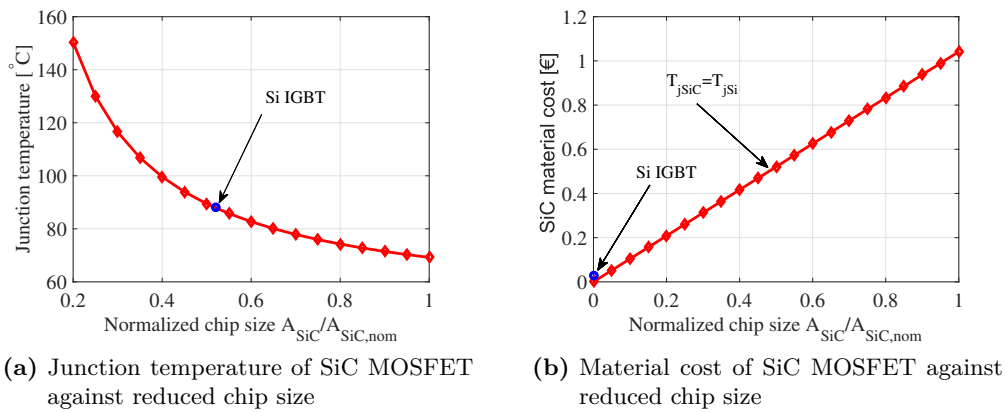 160
140
120
100
80
60
Junction temperature [°C]
Si IGBT
0.2
0.4
0.6
0.8
1
Normalized chip size A_SiC/A_SiC,nom
(a) Junction temperature of SiC MOSFET
against reduced chip size
1.2
1
0.8
0.6
0.4
0.2
0
SiC material cost [€]
T_jSiC=T_jSi
Si IGBT
0
0.2
0.4
0.6
0.8
1
Normalized chip size A_SiC/A_SiC,nom
(b) Material cost of SiC MOSFET against
reduced chip size